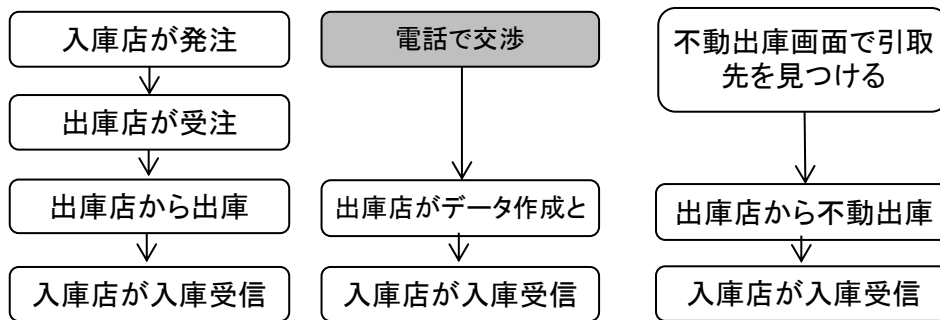 入庫店が発注
出庫店が受注
出庫店から出庫
入庫店が入庫受信
電話で交渉
出庫店がデータ作成と
入庫店が入庫受信
不動出庫画面で引取
先を見つける
出庫店から不動出庫
入庫店が入庫受信